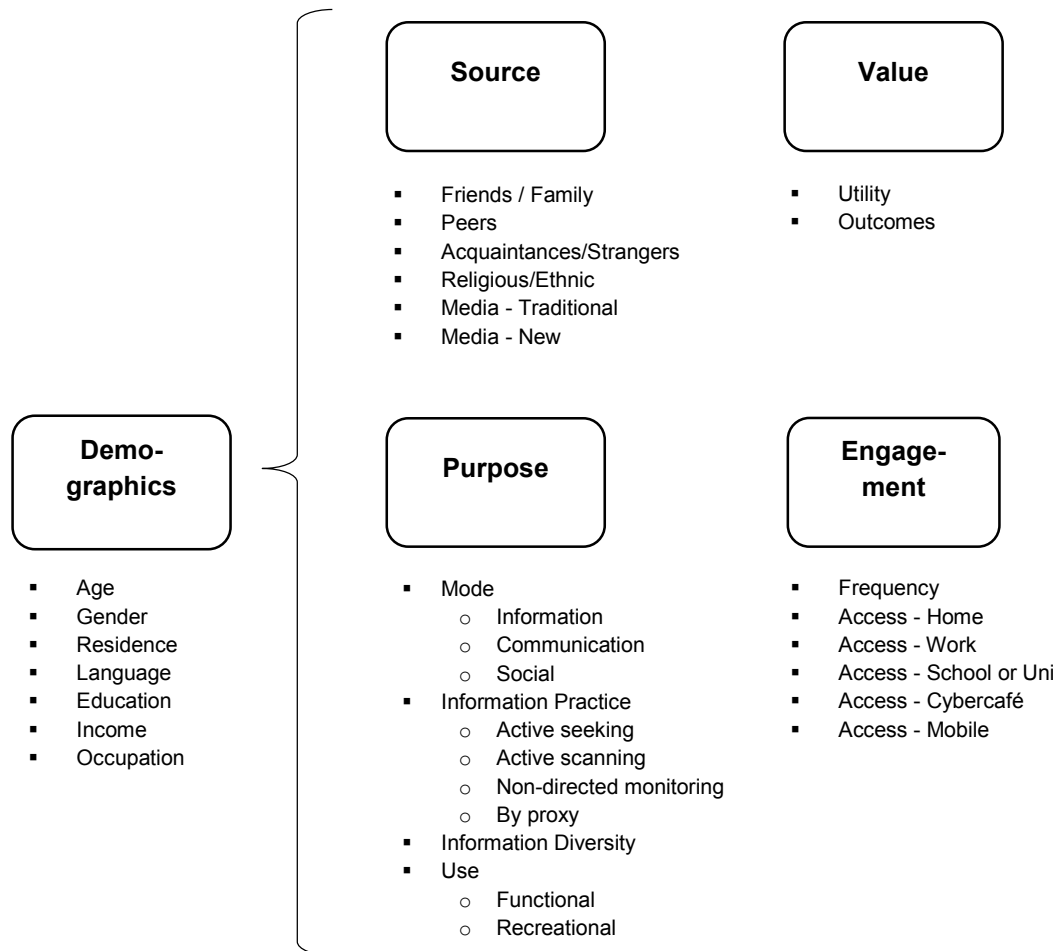 Source
▪ Friends / Family
▪ Peers
▪ Acquaintances/Strangers
▪ Religious/Ethnic
▪ Media - Traditional
▪ Media - New
Value
▪ Utility
▪ Outcomes
Demo-
graphics
▪ Age
▪ Gender
▪ Residence
▪ Language
▪ Education
▪ Income
▪ Occupation
Purpose
▪ Mode
o Information
o Communication
o Social
▪ Information Practice
o Active seeking
o Active scanning
o Non-directed monitoring
o By proxy
▪ Information Diversity
▪ Use
o Functional
o Recreational
Engage-
ment
▪ Frequency
▪ Access - Home
▪ Access - Work
▪ Access - School or Uni
▪ Access - Cybercafé
▪ Access - Mobile